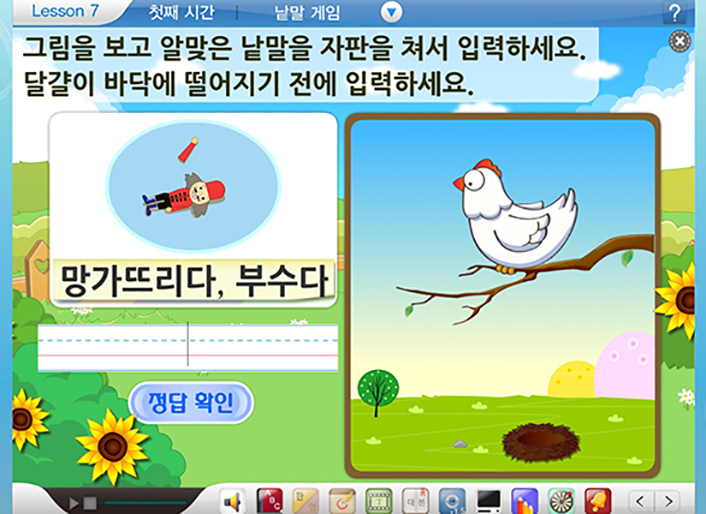 Lesson 7
첫째 시간
낱말 게임
?
그림을 보고 알맞은 낱말을 자판을 쳐서 입력하세요.
달걀이 바닥에 떨어지기 전에 입력하세요.
망가뜨리다, 부수다
정답 확인